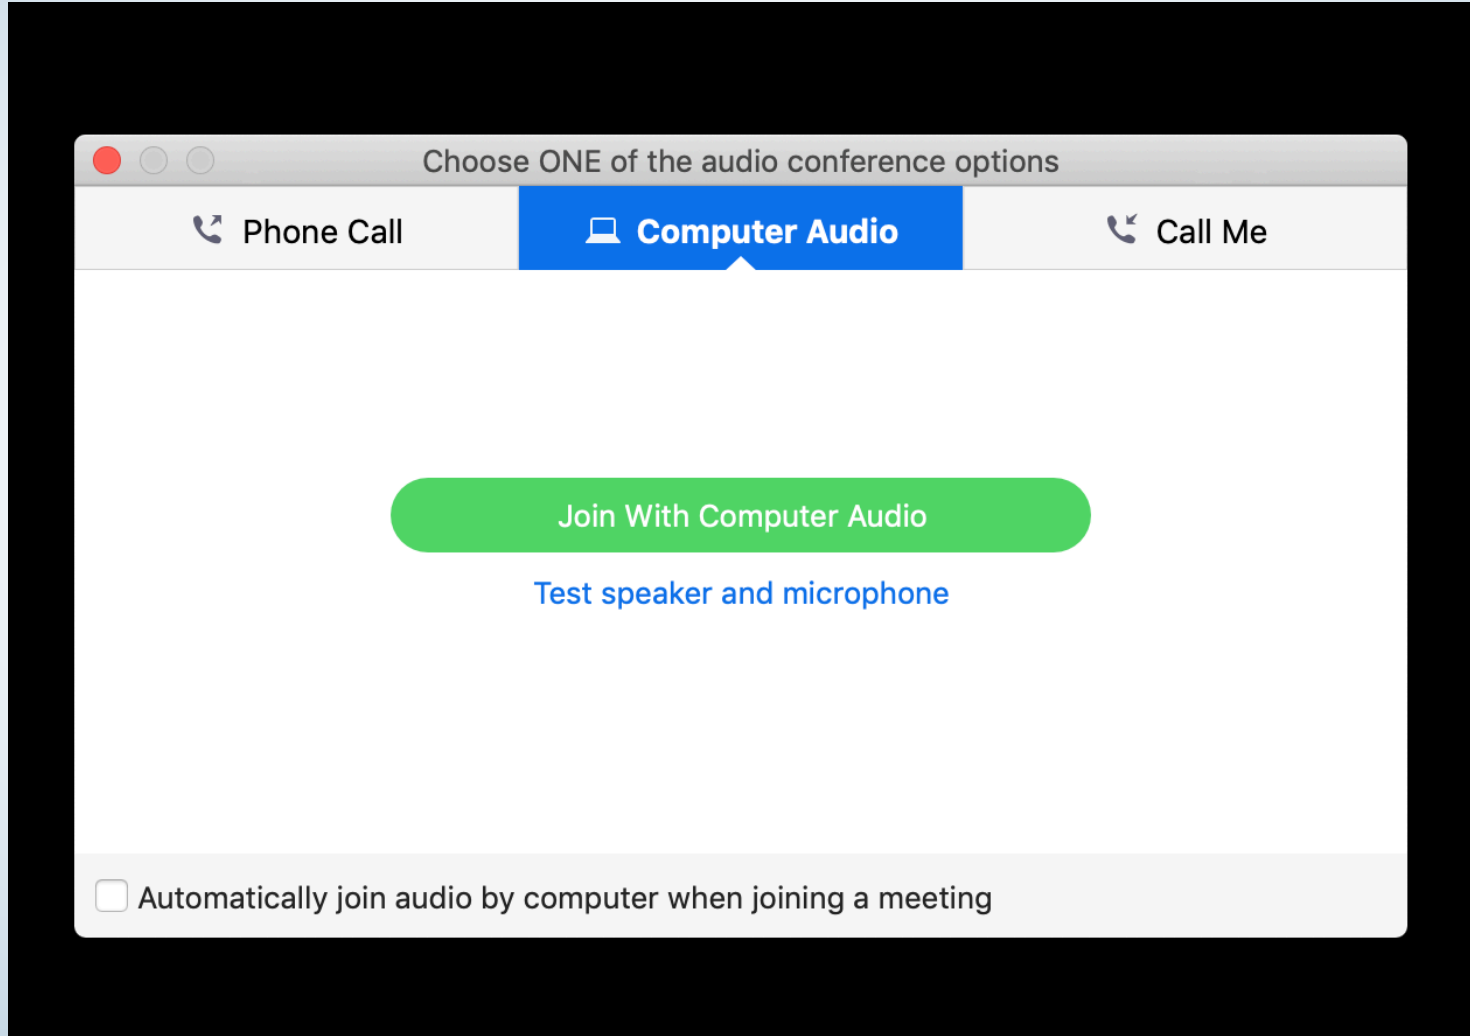 Choose ONE of the audio conference options
Phone Call
Computer Audio
Call Me
Join With Computer Audio
Test speaker and microphone
Automatically join audio by computer when joining a meeting